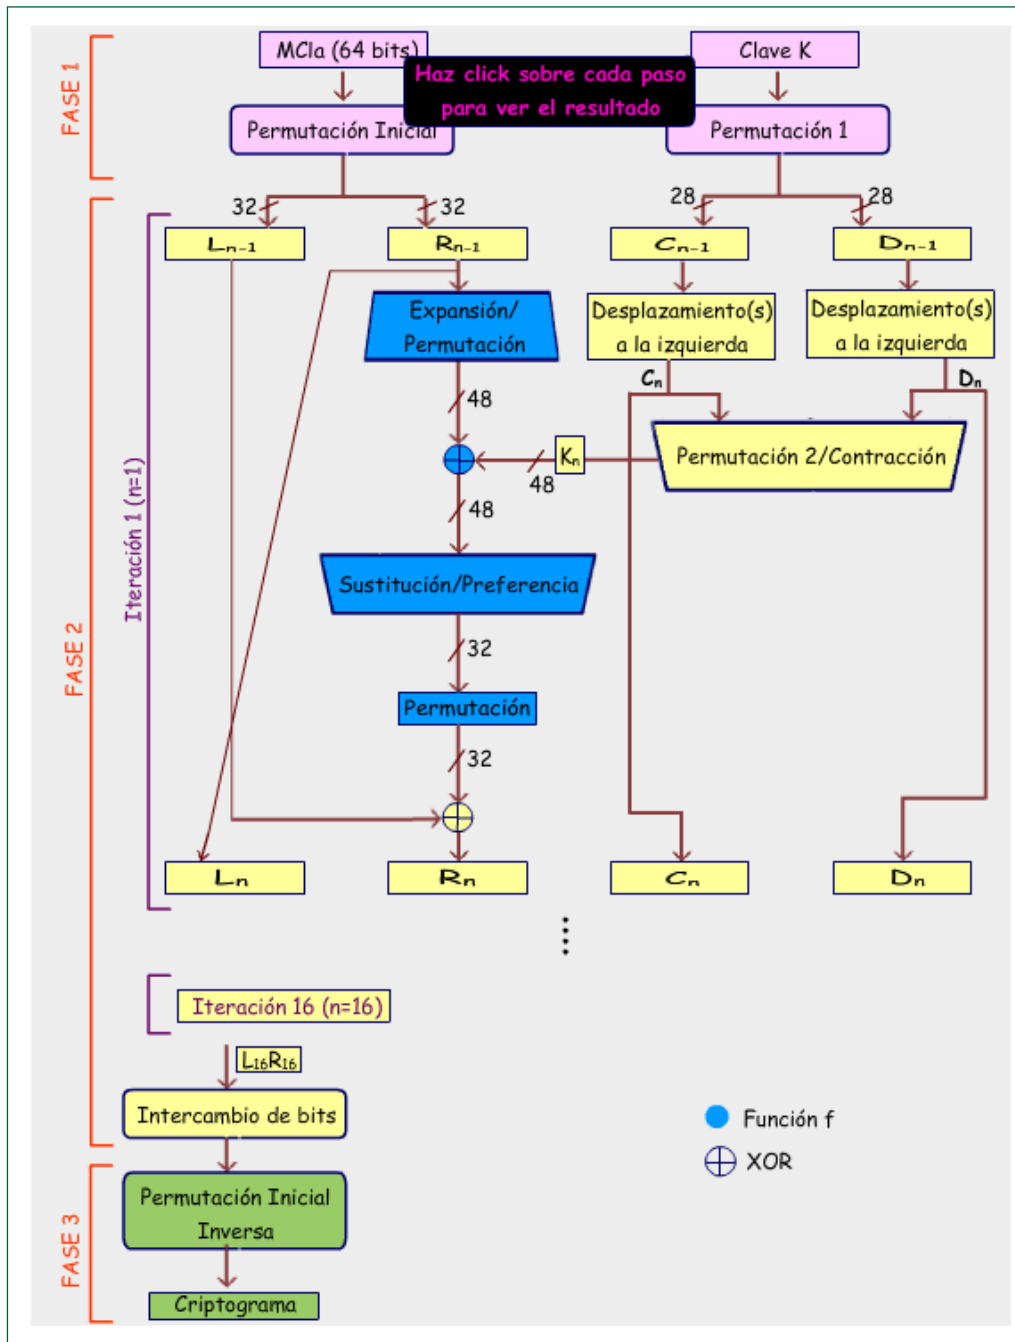 FASE 1
MCla (64 bits)
Clave K
Haz click sobre cada paso
para ver el resultado
Permutación Inicial
Permutación 1
FASE 2
Iteración 1 (n=1)
32
32
28
28
Ln-1
Rn-1
Cn-1
Dn-1
Expansión/
Permutación
Desplazamiento(s)
a la izquierda
Desplazamiento(s)
a la izquierda
Cn
Dn
48
Kn
48
Permutación 2/Contracción
48
Sustitución/Preferencia
32
Permutación
32
Ln
Rn
Cn
Dn
Iteración 16 (n=16)
L16R16
Intercambio de bits
Función f
XOR
FASE 3
Permutación Inicial
Inversa
Criptograma